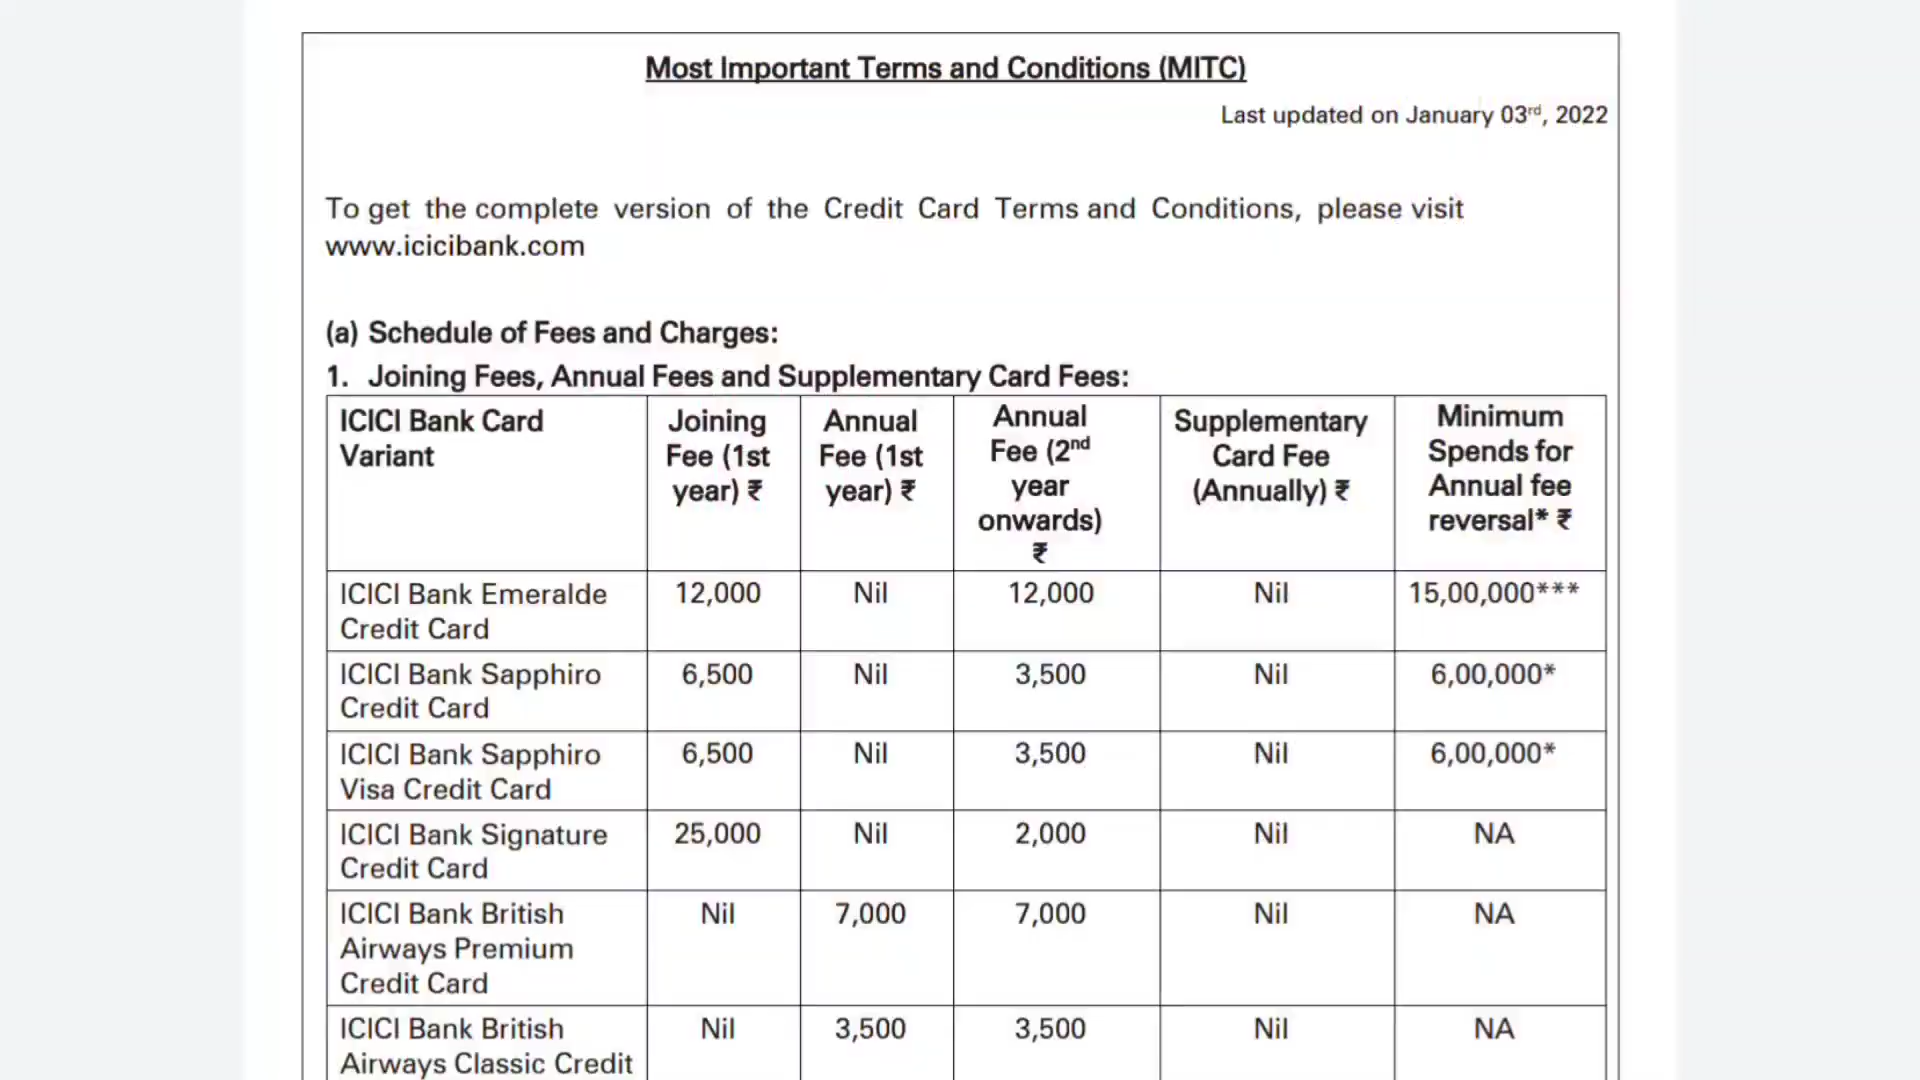 Most Important Terms and Conditions (MITC)
Last updated on January 03rd, 2022
To get the complete version of the Credit Card Terms and Conditions, please visit
www.icicibank.com
(a) Schedule of Fees and Charges:
1. Joining Fees, Annual Fees and Supplementary Card Fees:
ICICI Bank Card
Variant
Joining
Fee (1st
year) ₹
Annual
Fee (1st
year) ₹
Annual
Fee (2nd
year
onwards)
₹
Supplementary
Card Fee
(Annually) ₹
Minimum
Spends for
Annual fee
reversal* ₹
ICICI Bank Emeralde
Credit Card
12,000
Nil
12,000
Nil
15,00,000***
ICICI Bank Sapphiro
Credit Card
6,500
Nil
3,500
Nil
6,00,000*
ICICI Bank Sapphiro
Visa Credit Card
6,500
Nil
3,500
Nil
6,00,000*
ICICI Bank Signature
Credit Card
25,000
Nil
2,000
Nil
NA
ICICI Bank British
Airways Premium
Credit Card
Nil
7,000
7,000
Nil
NA
ICICI Bank British
Airways Classic Credit
Nil
3,500
3,500
Nil
NA